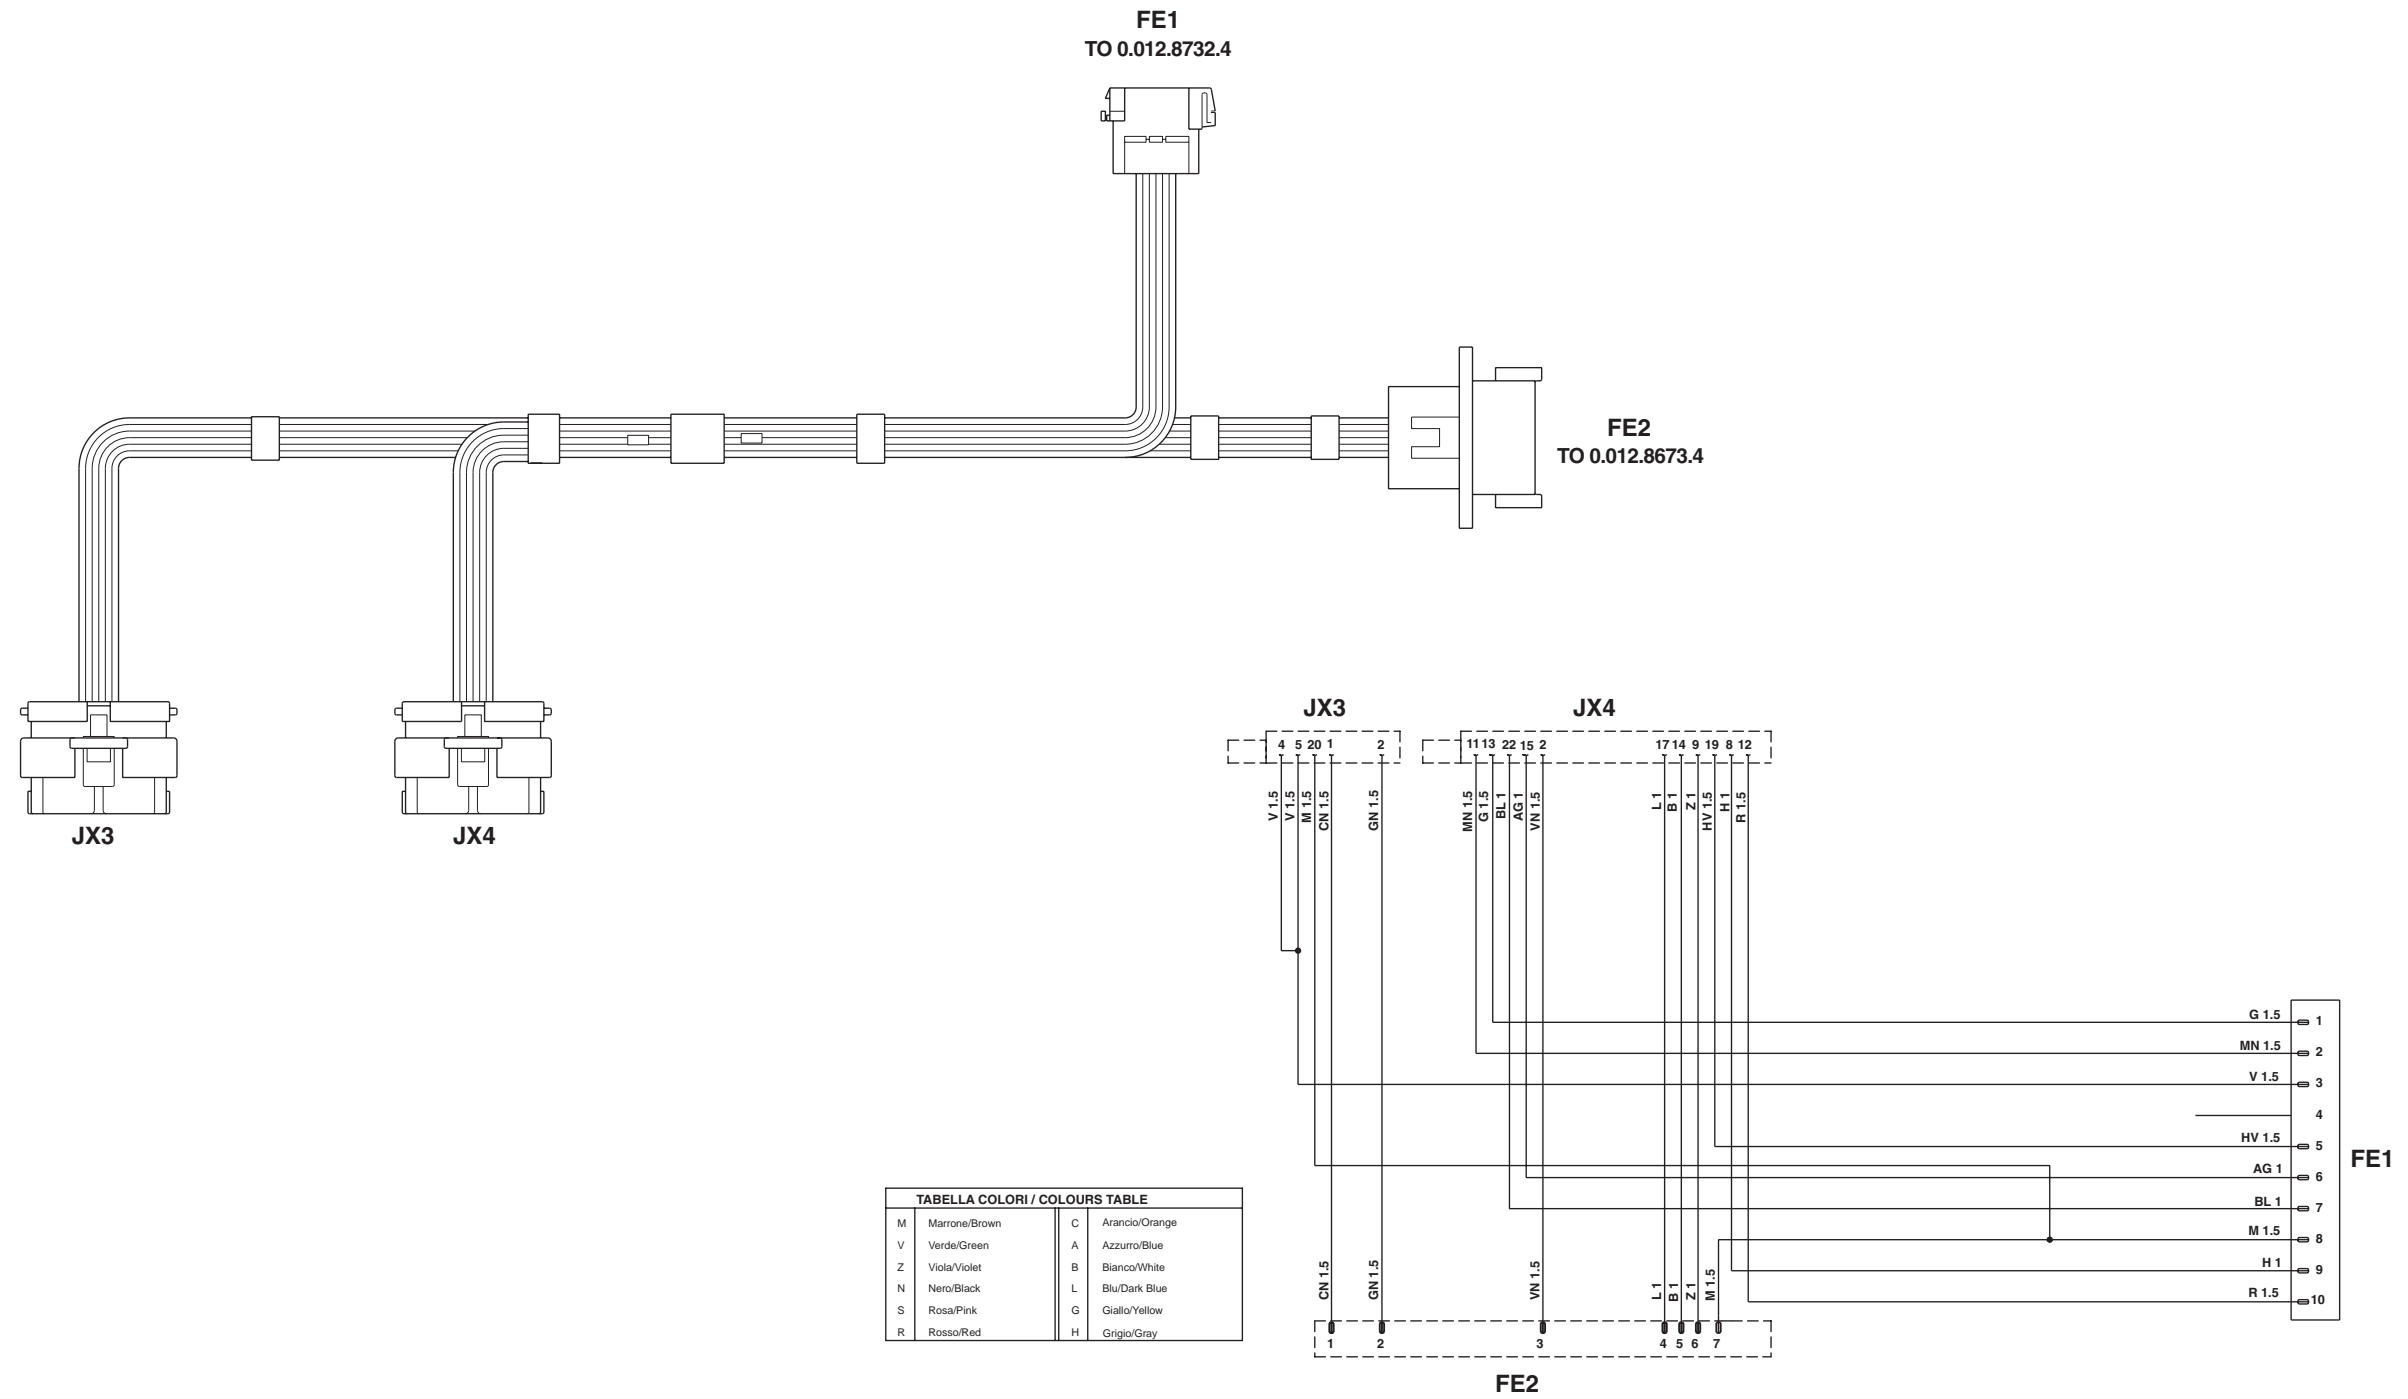 FE1
TO 0.012.8732.4
FE2
TO 0.012.8673.4
JX3
JX4
JX3
JX4
4 5 20 1 2
11 13 22 15 2 17 14 9 19 8 12
V 1.5
V 1.5
M 1.5
CN 1.5
GN 1.5
MN 1.5
G 1.5
BL 1
AG 1
VN 1.5
L 1
B 1
Z 1
HV 1.5
H 1
R 1.5
G 1.5 1
MN 1.5 2
V 1.5 3
4
HV 1.5 5
AG 1 6
BL 1 7
M 1.5 8
H 1 9
R 1.5 10
FE1
TABELLA COLORI / COLOURS TABLE
M Marrone/Brown C Arancio/Orange
V Verde/Green A Azzurro/Blue
Z Viola/Violet B Bianco/White
N Nero/Black L Blu/Dark Blue
S Rosa/Pink G Giallo/Yellow
R Rosso/Red H Grigio/Gray
CN 1.5
GN 1.5
VN 1.5
L 1
B 1
Z 1
M 1.5
1 2 3 4 5 6 7
FE2